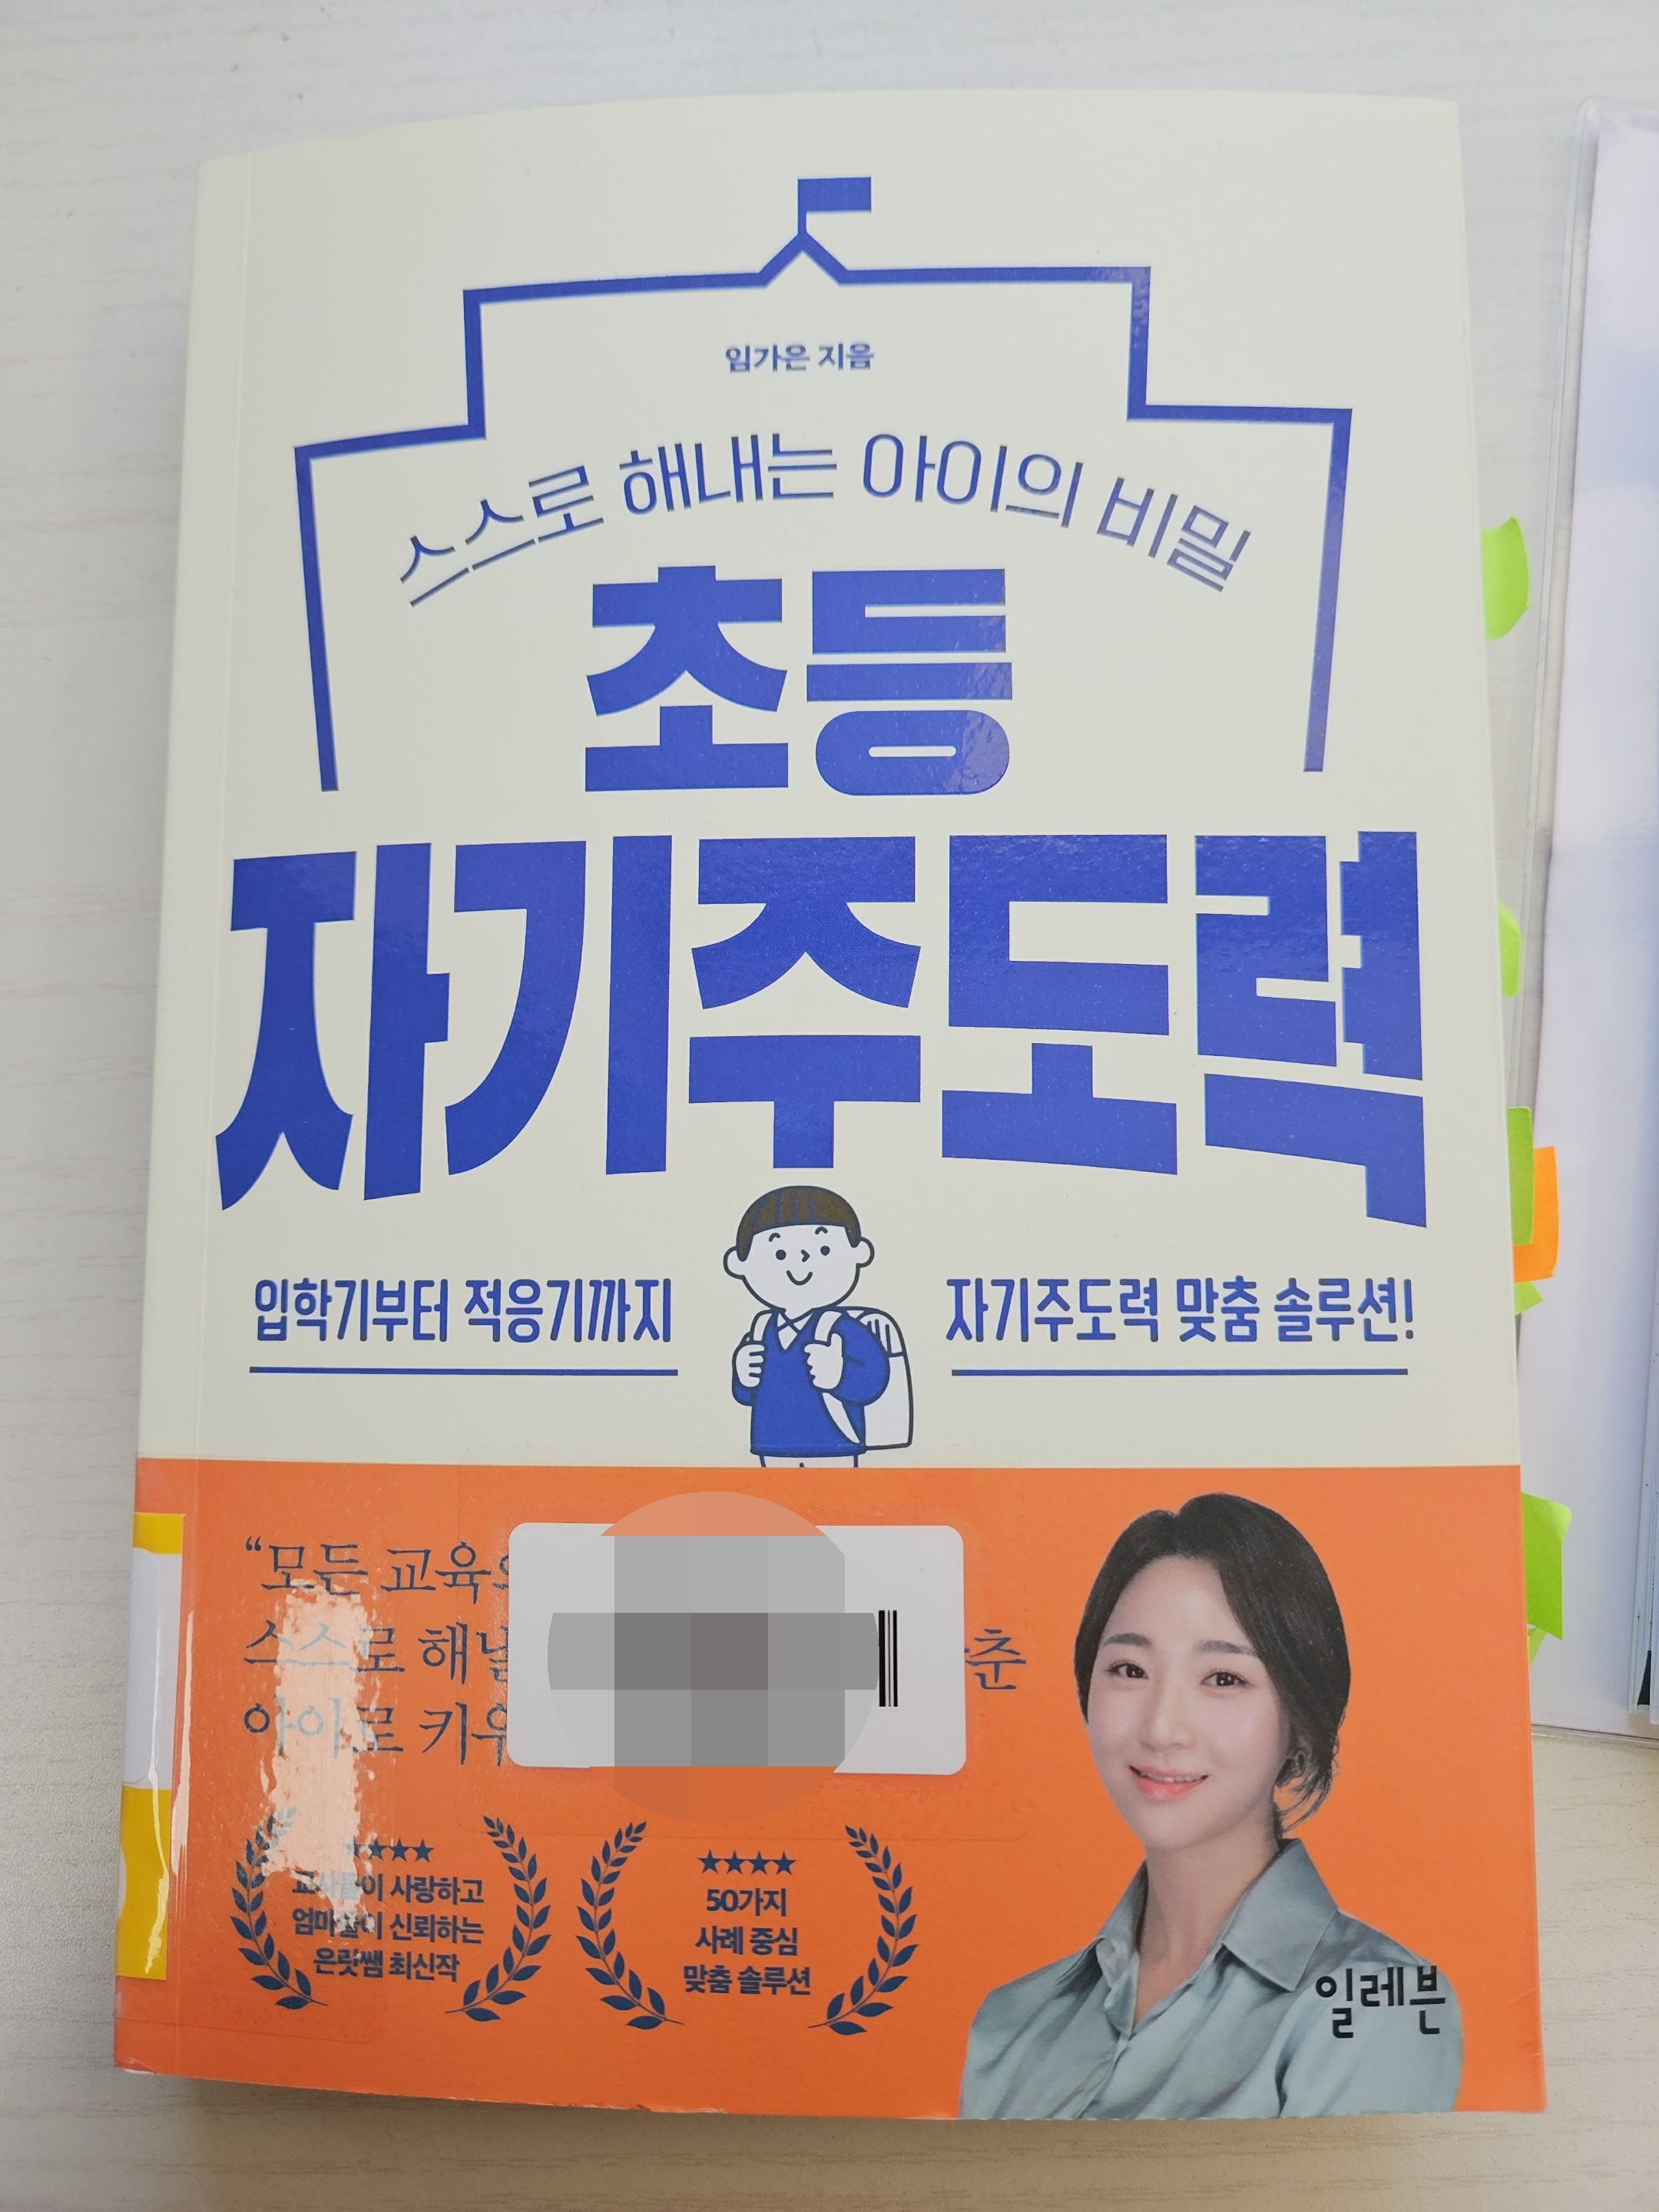 임가은 지음
스스로 해내는 아이의 비밀
초등
자기주도력
입학기부터 적응기까지
자기주도력 맞춤 솔루션!
“모든 교육의
스스로 해낼 춘
아이로 키우
★★★★
교사들이 사랑하고
엄마들이 신뢰하는
은릿쌤 최신작
★★★★
50가지
사례 중심
맞춤 솔루션
일레븐